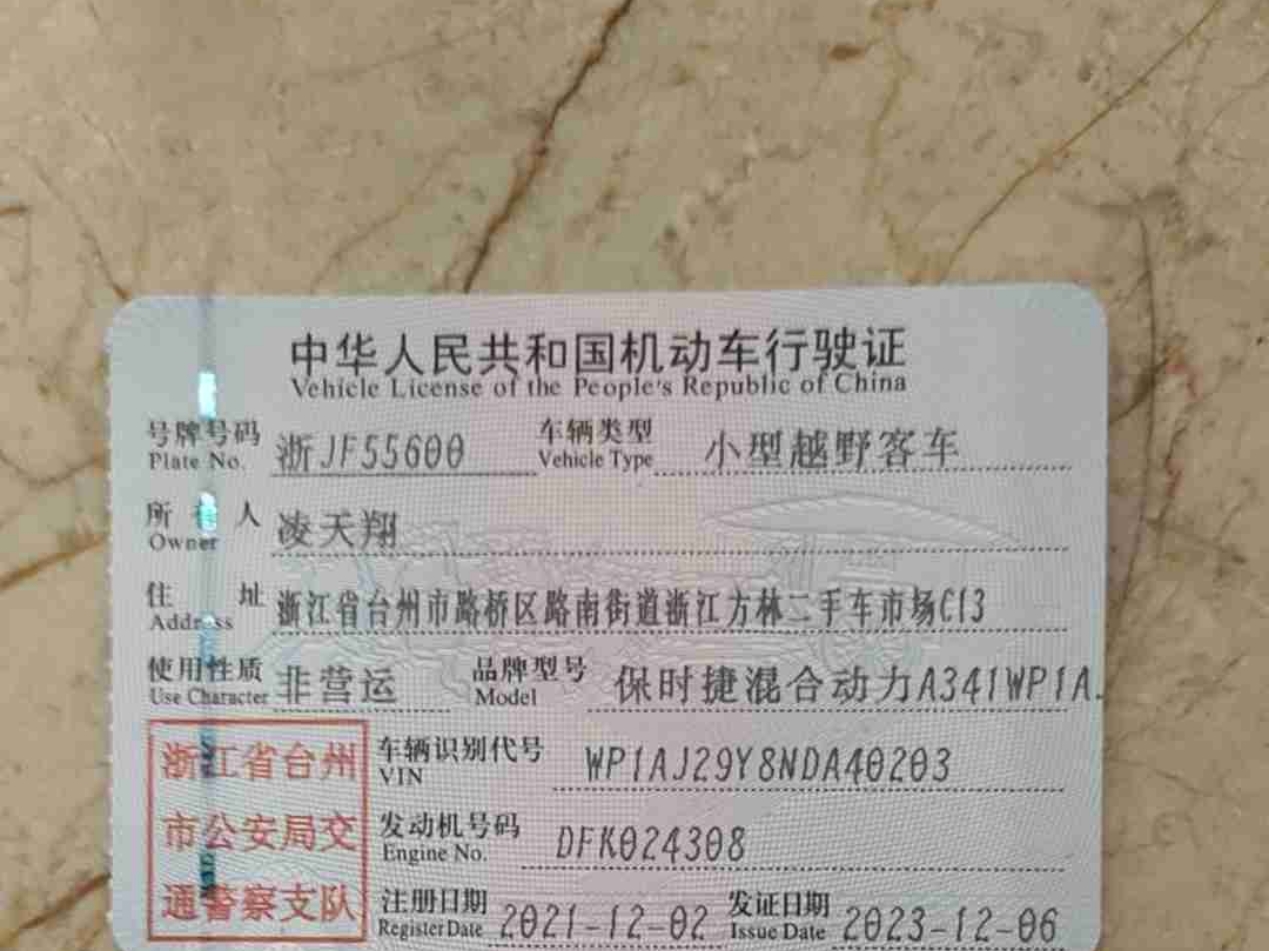 中华人民共和国机动车行驶证
Vehicle License of the People's Republic of China
号牌号码 浙JF55600 车辆类型 小型越野客车
Plate No. Vehicle Type
所有人 凌天翔
Owner
住址 浙江省台州市路桥区路南街道浙江方林二手车市场C13
Address
使用性质 非营运 品牌型号 保时捷混合动力A341WP1A.
Use Character Model
浙江省台州 车辆识别代号 WP1AJ29Y8NDA40203
VIN
市公安局交 发动机号码 DFK024308
Engine No.
通警察支队 注册日期 2021-12-02 发证日期 2023-12-06
Register Date Issue Date